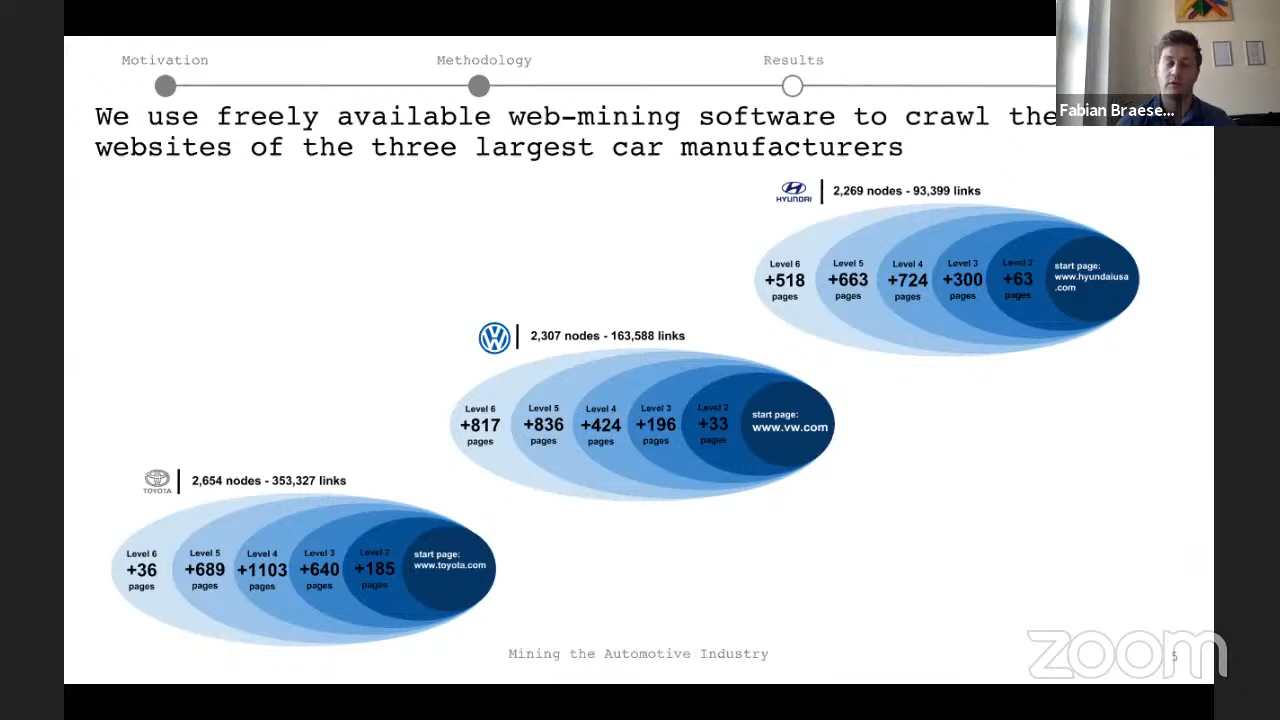 Motivation
Methodology
Results
We use freely available web-mining software to crawl the
websites of the three largest car manufacturers
Fabian Braese...
HYUNDAI
2,269 nodes - 93,399 links
Level 6
+518
pages
Level 5
+663
pages
Level 4
+724
pages
Level 3
+300
pages
Level 2
+63
pages
start page:
www.hyundaiusa
.com
2,307 nodes - 163,588 links
Level 6
+817
pages
Level 5
+836
pages
Level 4
+424
pages
Level 3
+196
pages
Level 2
+33
pages
start page:
www.vw.com
TOYOTA
2,654 nodes - 353,327 links
Level 6
+36
pages
Level 5
+689
pages
Level 4
+1103
pages
Level 3
+640
pages
Level 2
+185
pages
start page:
www.toyota.com
Mining the Automotive Industry
5
zoom